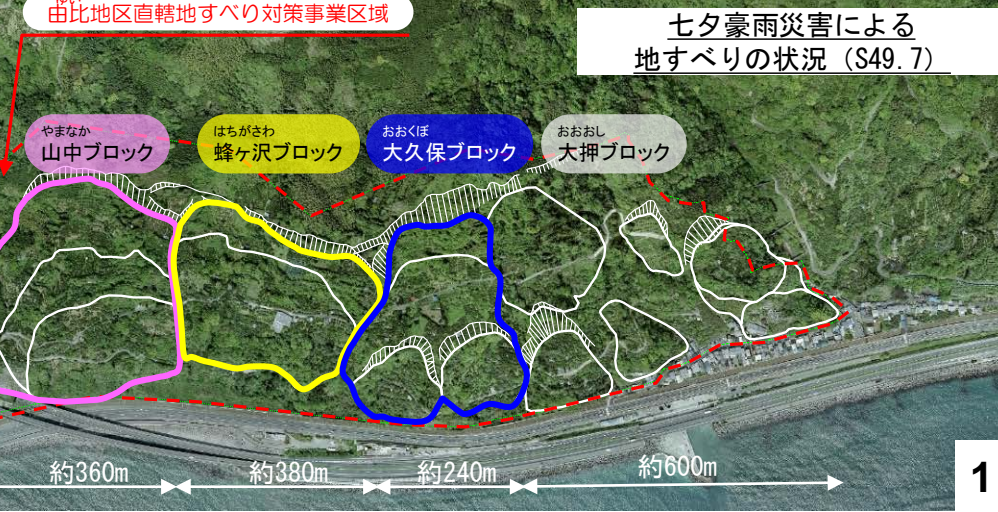 由比地区直轄地すべり対策事業区域
七夕豪雨災害による
地すべりの状況（S49.7）
やまなか
山中ブロック
はちがさわ
蜂ヶ沢ブロック
おおくぼ
大久保ブロック
おおおし
大押ブロック
約360m
約380m
約240m
約600m
1